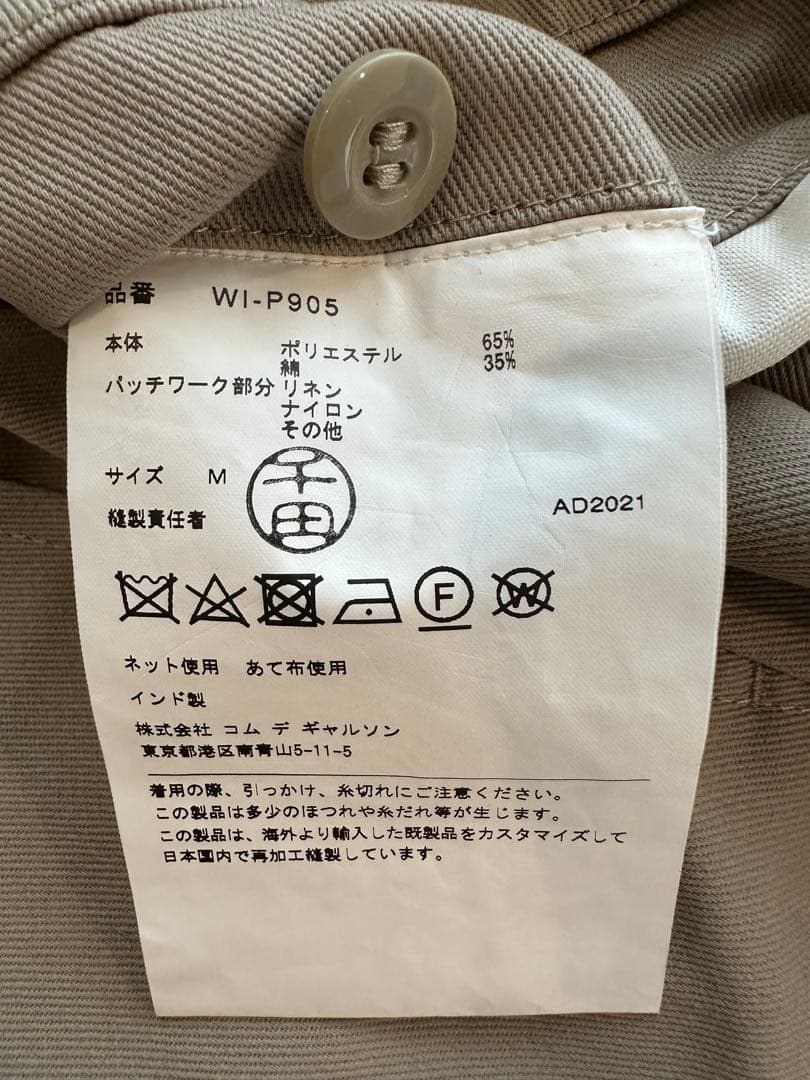 品番 WI-P905
本体 ポリエステル 65%
綿 35%
パッチワーク部分 リネン
ナイロン
その他
サイズ M
千田
縫製責任者
AD2021
F
W
ネット使用 あて布使用
インド製
株式会社 コム デ ギャルソン
東京都港区南青山5-11-5
着用の際、引っかけ、糸切れにご注意ください。
この製品は多少のほつれや糸だれ等が生じます。
この製品は、海外より輸入した既製品をカスタマイズして
日本国内で再加工縫製しています。